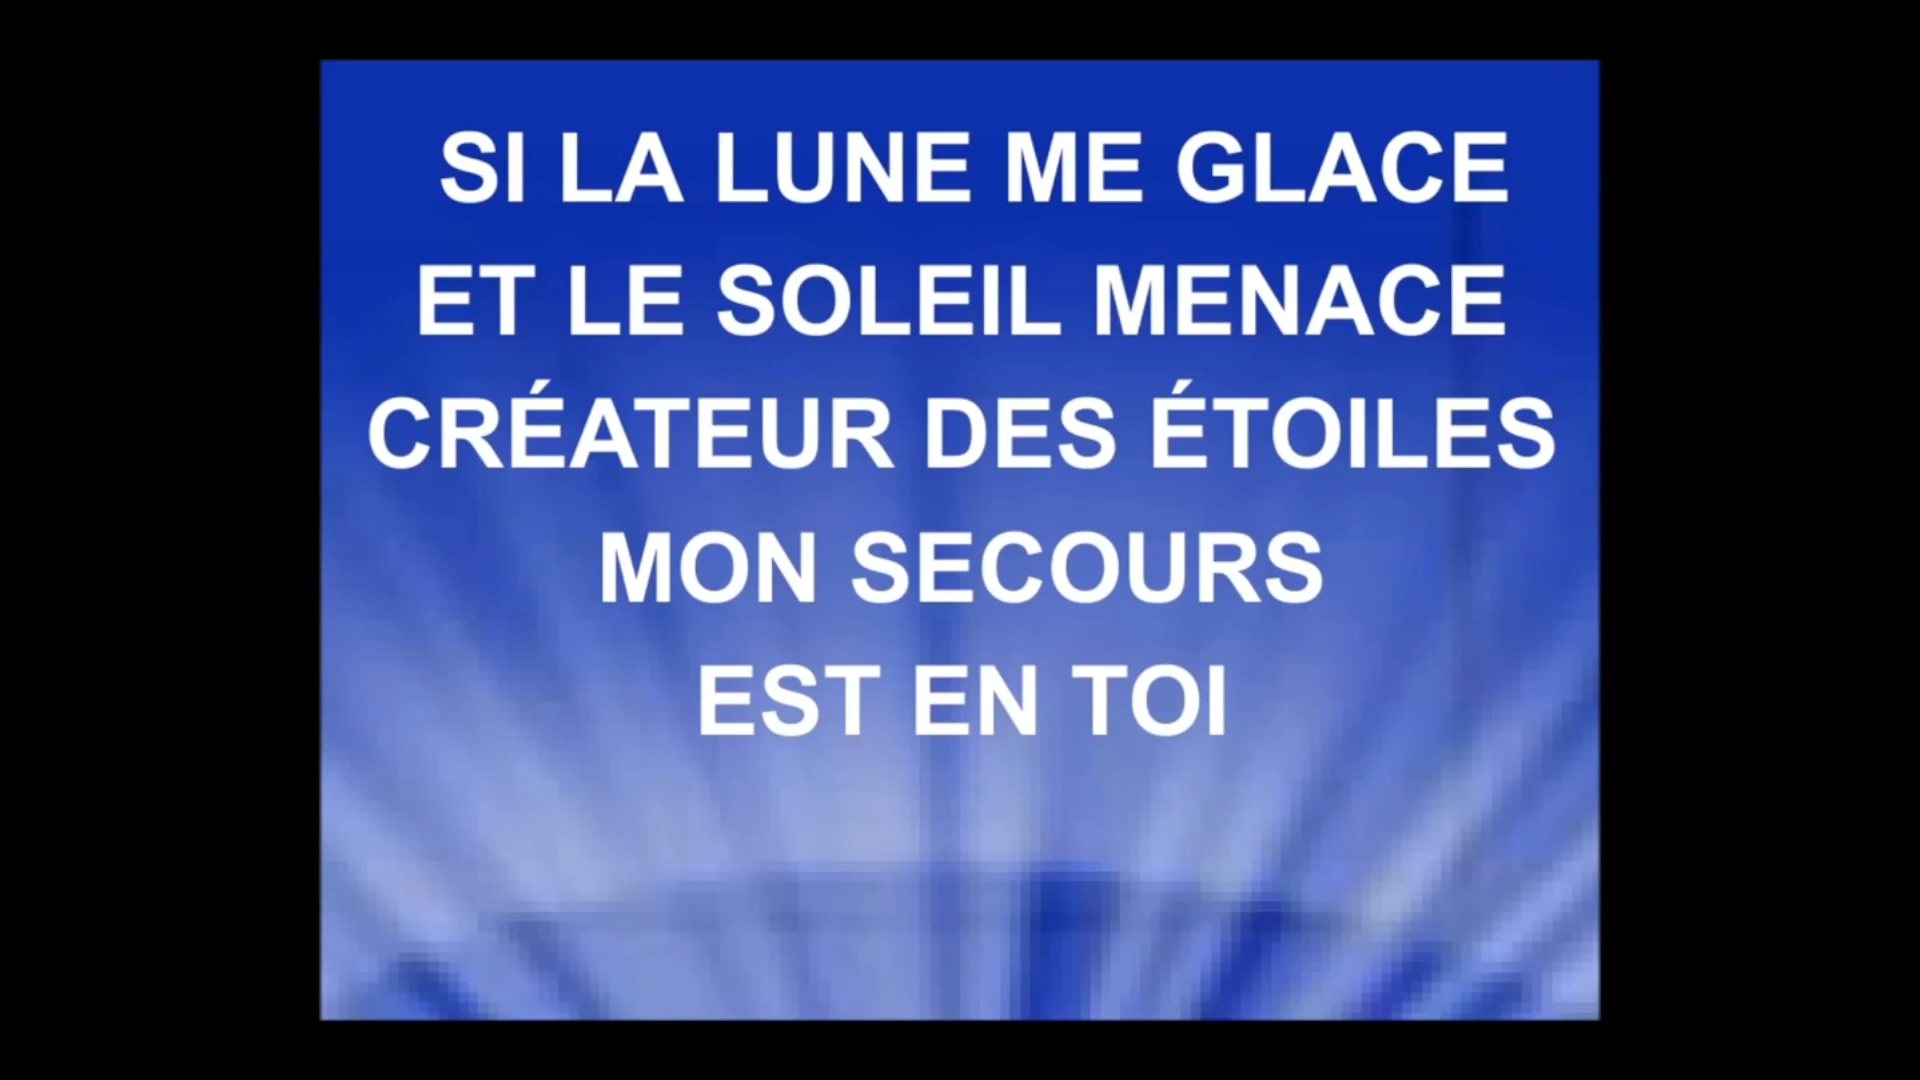 SI LA LUNE ME GLACE
ET LE SOLEIL MENACE
CRÉATEUR DES ÉTOILES
MON SECOURS
EST EN TOI